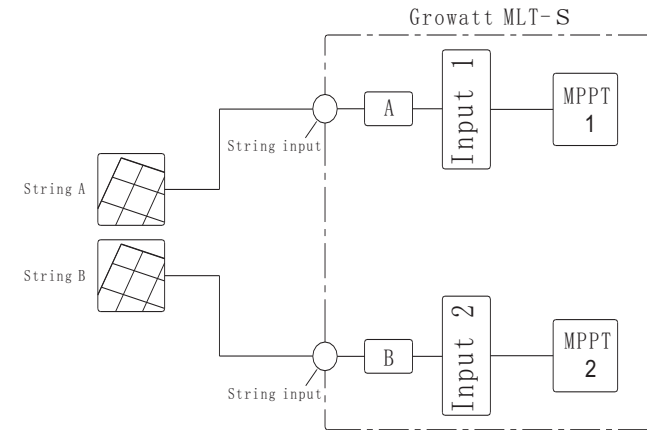 Growatt MLT-S
A
Input 1
MPPT
1
String input
String A
String B
B
Input 2
MPPT
2
String input